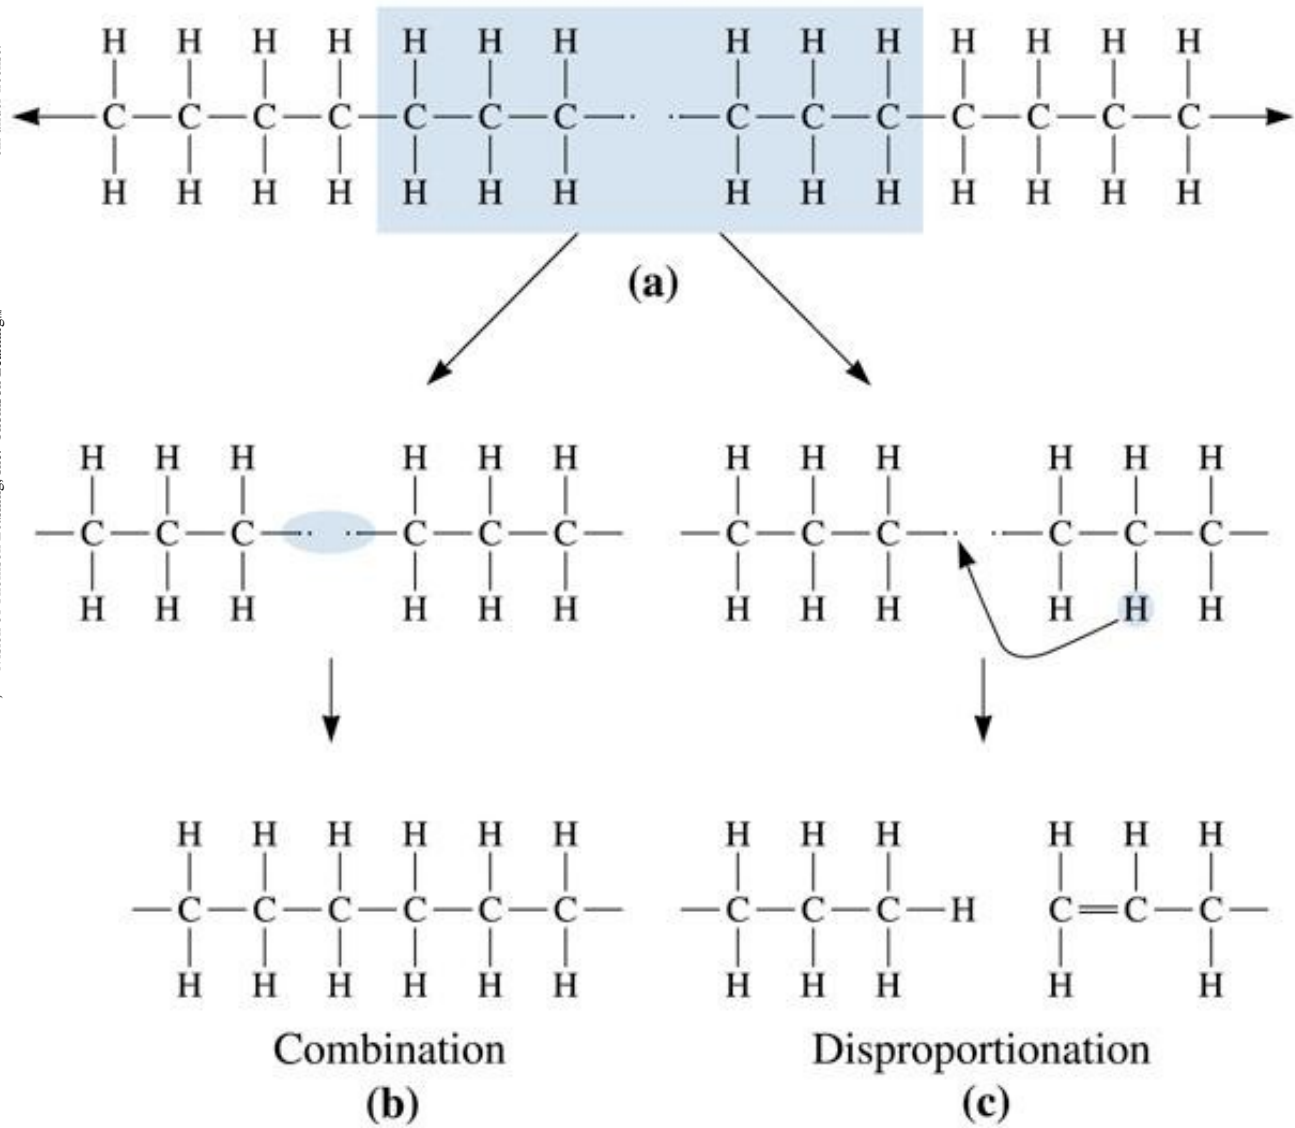 H H H H H H H H H H H H H H
C C C C C C C · · C C C C C C C
H H H H H H H H H H H H H H
(a)
H H H H H H H H H H H H
C C C · · C C C C C C · · C C C
H H H H H H H H H H H H
H H H H H H H H H H H H
C C C C C C C C C H C C C
H H H H H H H H H H H
Combination Disproportionation
(b) (c)